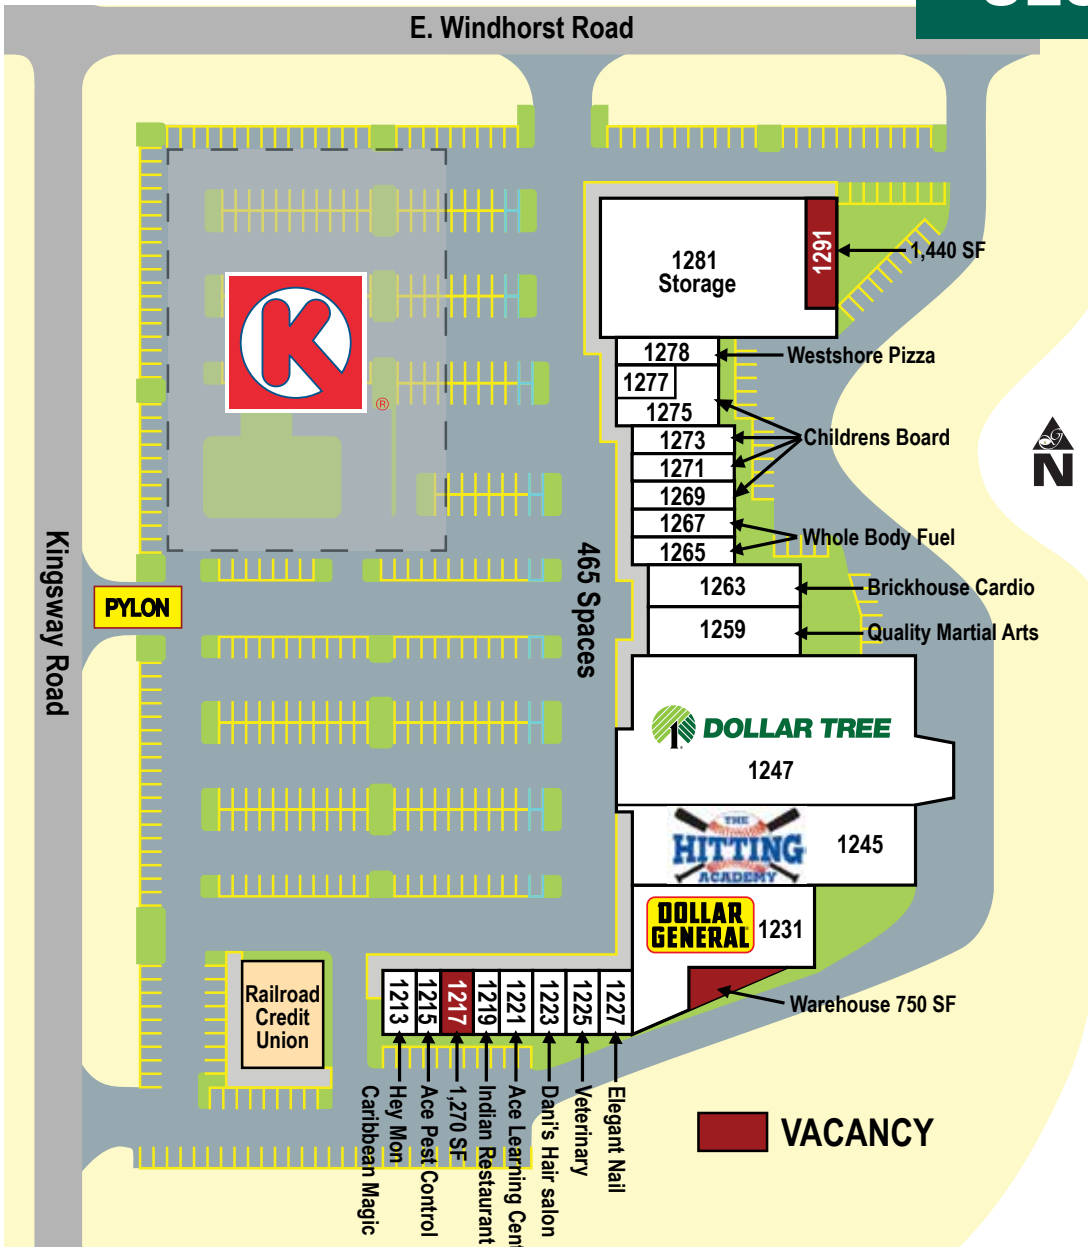 E. Windhorst Road
1281
Storage
1291
1,440 SF
1278
Westshore Pizza
1277
1275
1273
Childrens Board
1271
1269
1267
Whole Body Fuel
1265
1263
Brickhouse Cardio
1259
Quality Martial Arts
K
®
N
Kingsway Road
PYLON
465 Spaces
DOLLAR TREE
1247
THE
HITTING
ACADEMY
1245
DOLLAR
GENERAL
1231
Warehouse 750 SF
Railroad
Credit
Union
1213
1215
1217
1219
1221
1223
1225
1227
Caribbean Magic
Hey Mon
Ace Pest Control
1,270 SF
Indian Restaurant
Ace Learning Cent
Dani's Hair salon
Veterinary
Elegant Nail
VACANCY